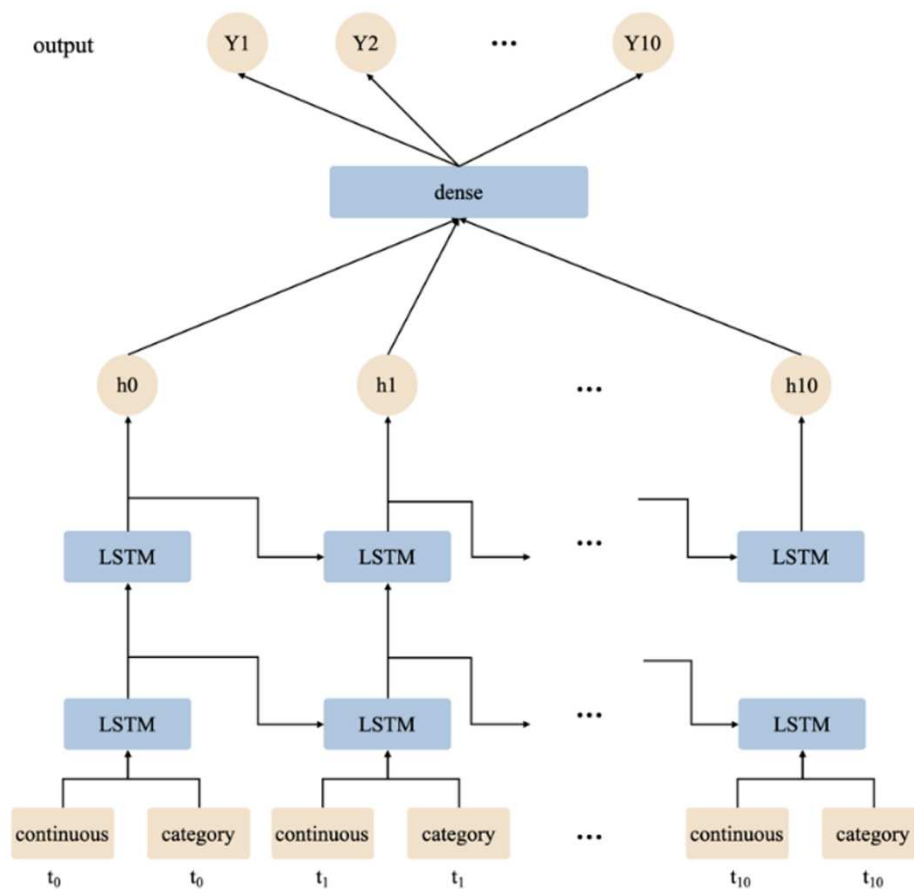 output
Y1 Y2 ... Y10
dense
h0 h1 ... h10
LSTM LSTM ... LSTM
LSTM LSTM ... LSTM
continuous category continuous category ... continuous category
t₀ t₀ t₁ t₁ t₁₀ t₁₀